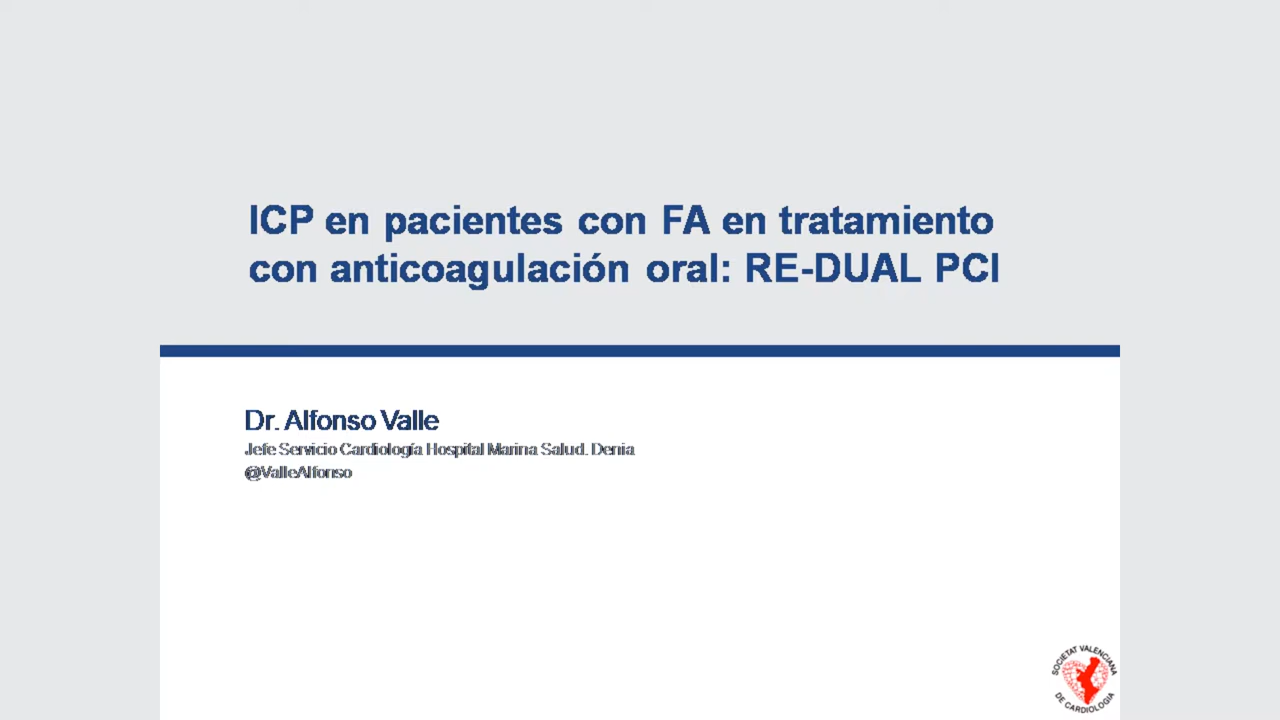 ICP en pacientes con FA en tratamiento
con anticoagulación oral: RE-DUAL PCI
Dr. Alfonso Valle
Jefe Servicio Cardiología Hospital Marina Salud. Denia
@ValleAlfonso
SOCIETAT VALENCIANA
DE CARDIOLOGIA